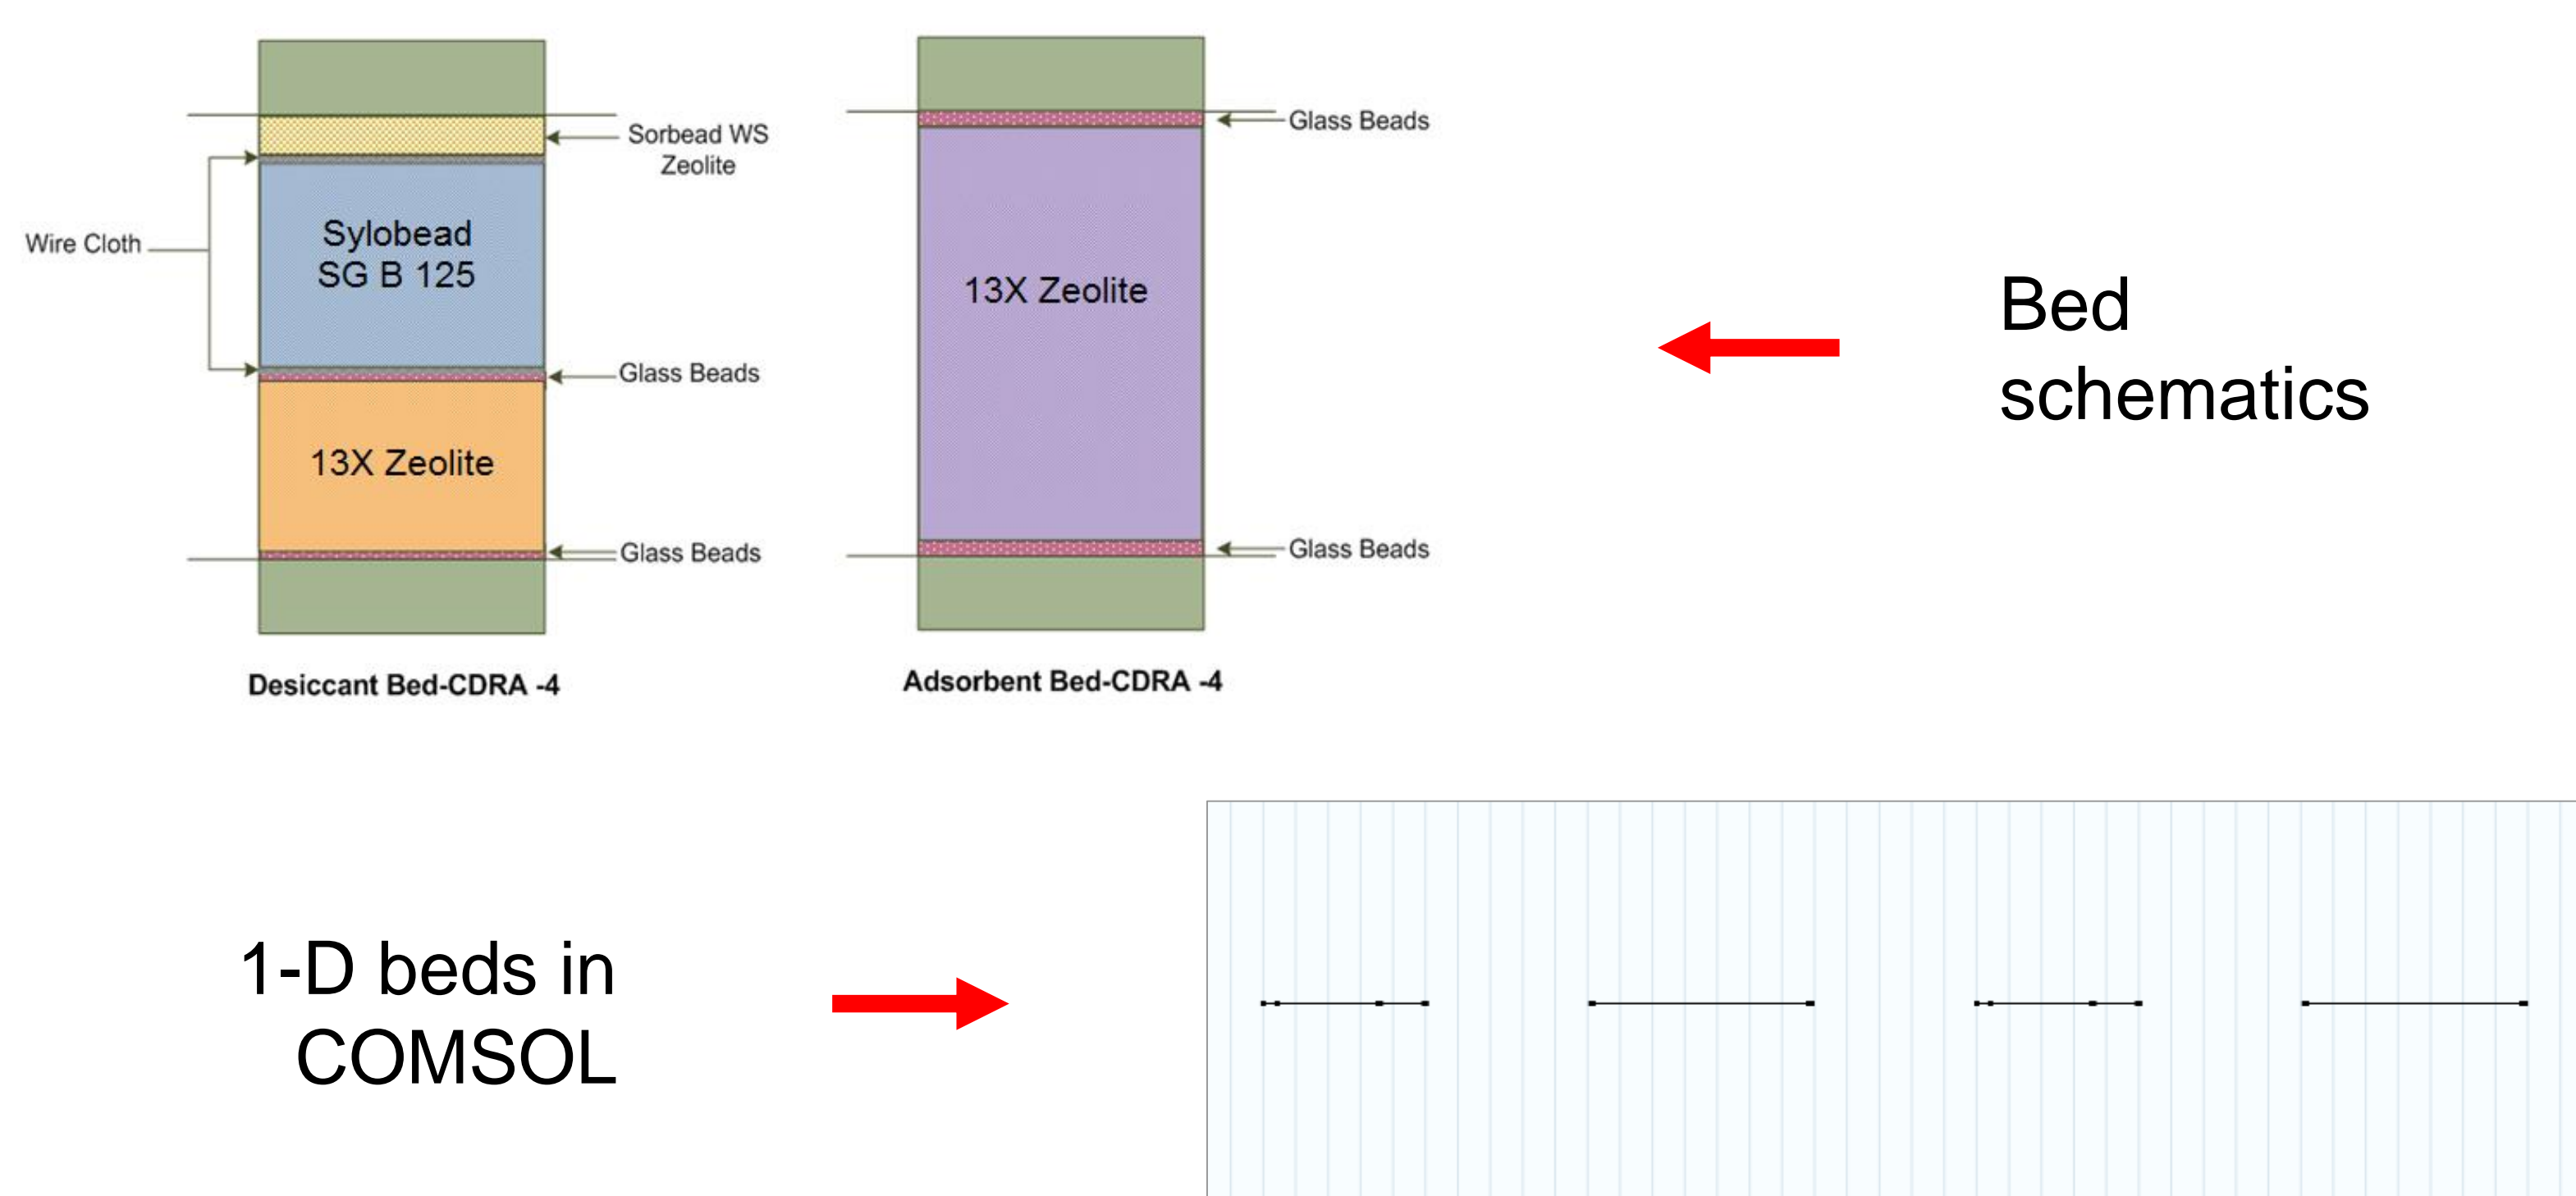 Sorbead WS
Zeolite
Wire Cloth
Sylobead
SG B 125
Glass Beads
13X Zeolite
Glass Beads
Desiccant Bed-CDRA -4
Glass Beads
13X Zeolite
Glass Beads
Adsorbent Bed-CDRA -4
Bed
schematics
1-D beds in
COMSOL